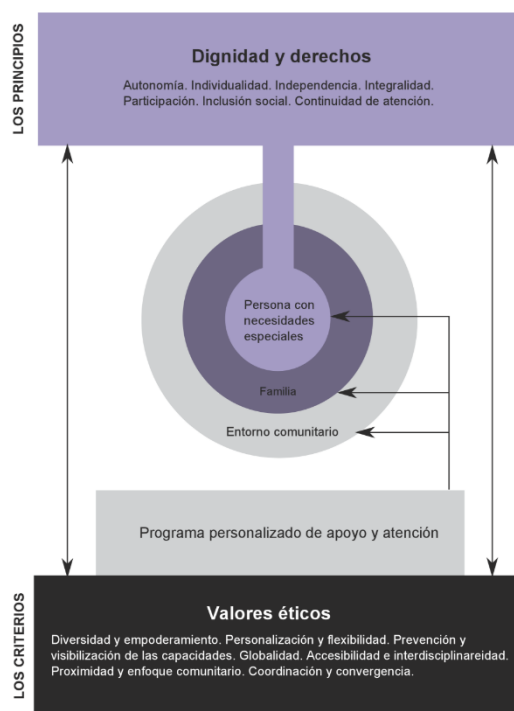 LOS PRINCIPIOS
Dignidad y derechos
Autonomía. Individualidad. Independencia. Integralidad.
Participación. Inclusión social. Continuidad de atención.
Persona con
necesidades
especiales
Familia
Entorno comunitario
Programa personalizado de apoyo y atención
LOS CRITERIOS
Valores éticos
Diversidad y empoderamiento. Personalización y flexibilidad. Prevención y
visibilización de las capacidades. Globalidad. Accesibilidad e interdisciplinareidad.
Proximidad y enfoque comunitario. Coordinación y convergencia.